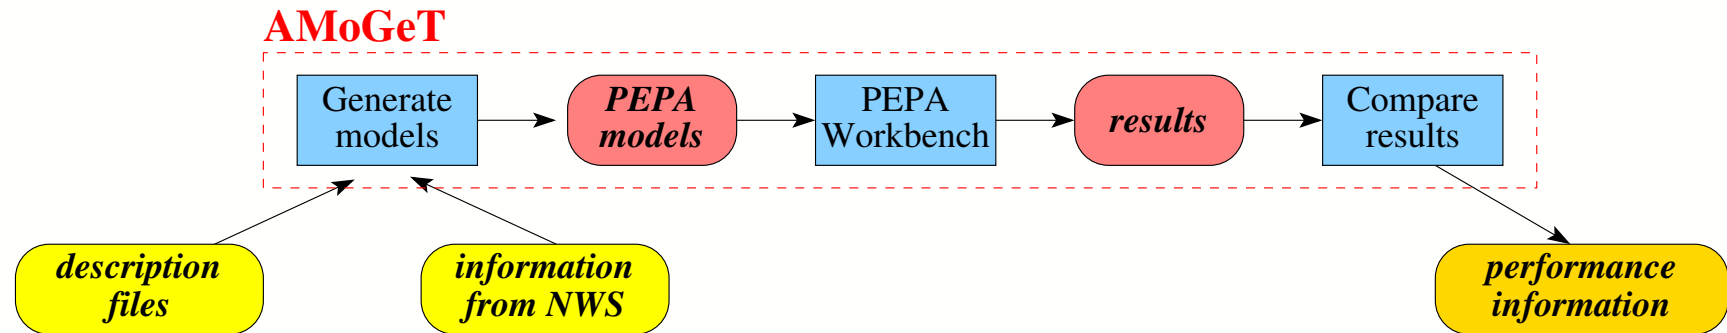 AMoGeT
Generate
models
PEPA
models
PEPA
Workbench
results
Compare
results
description
files
information
from NWS
performance
information